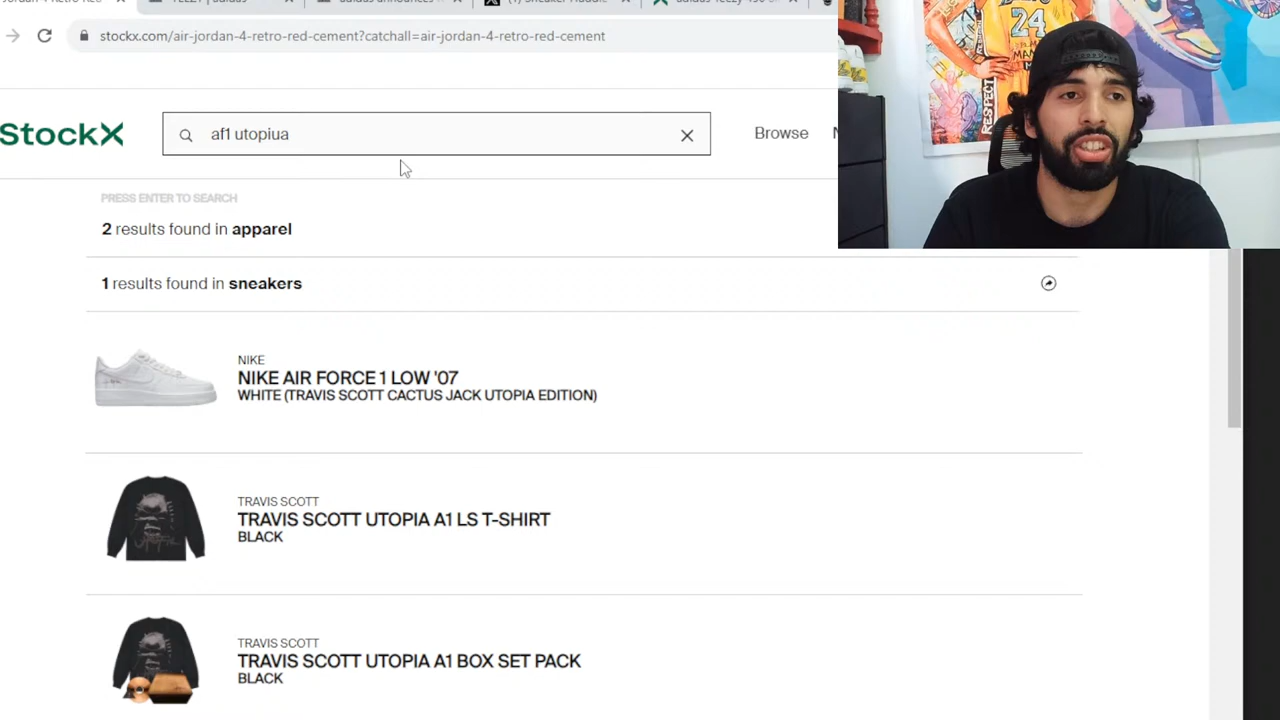 stockx.com/air-jordan-4-retro-red-cement?catchall=air-jordan-4-retro-red-cement
StockX
af1 utopiua
Browse
PRESS ENTER TO SEARCH
2 results found in apparel
1 results found in sneakers
NIKE
NIKE AIR FORCE 1 LOW '07
WHITE (TRAVIS SCOTT CACTUS JACK UTOPIA EDITION)
TRAVIS SCOTT
TRAVIS SCOTT UTOPIA A1 LS T-SHIRT
BLACK
TRAVIS SCOTT
TRAVIS SCOTT UTOPIA A1 BOX SET PACK
BLACK
24
RESPECT